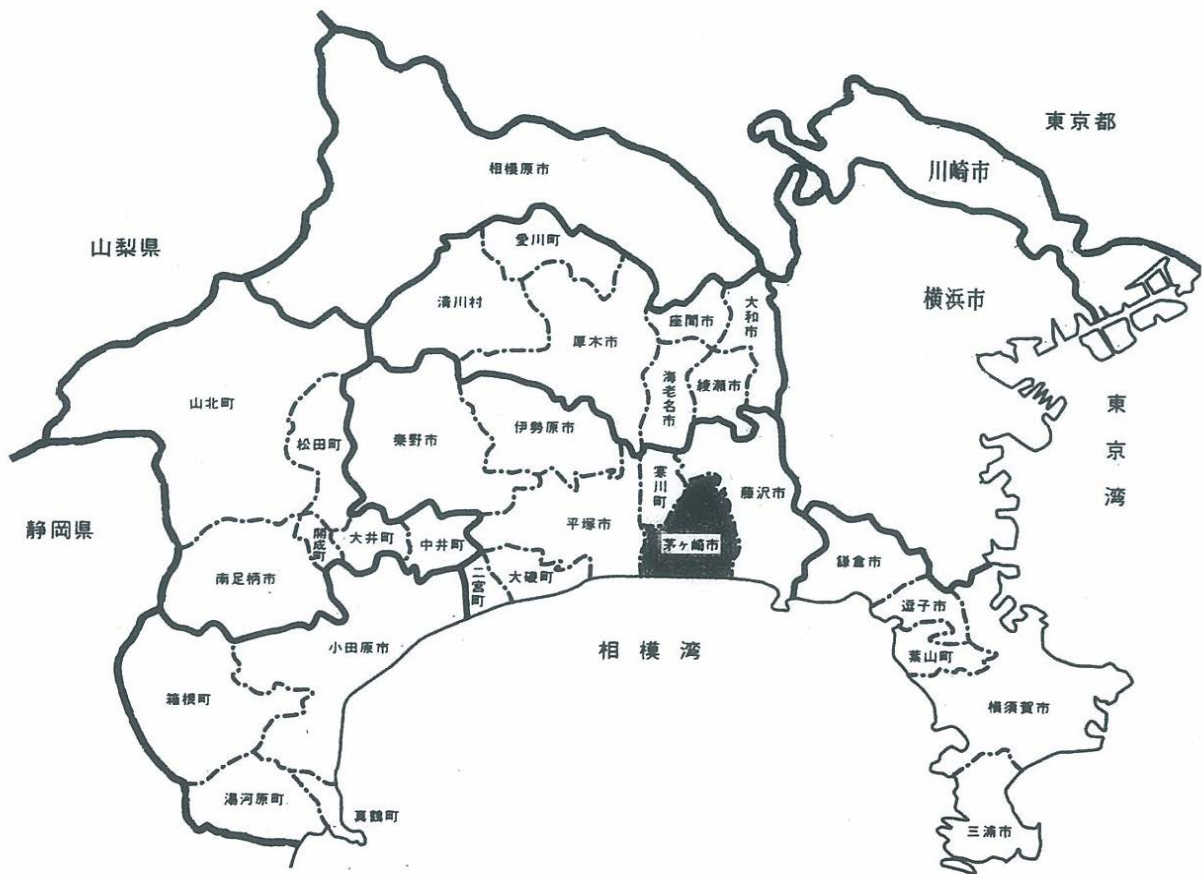 東京都
川崎市
相模原市
山梨県
愛川町
清川村
横浜市
大和市
座間市
厚木市
海老名市
綾瀬市
山北町
松田町
秦野市
伊勢原市
東京湾
寒川町
藤沢市
静岡県
開成町
大井町
中井町
平塚市
茅ヶ崎市
鎌倉市
南足柄市
二宮町
大磯町
逗子市
小田原市
相模湾
葉山町
箱根町
横須賀市
湯河原町
真鶴町
三浦市